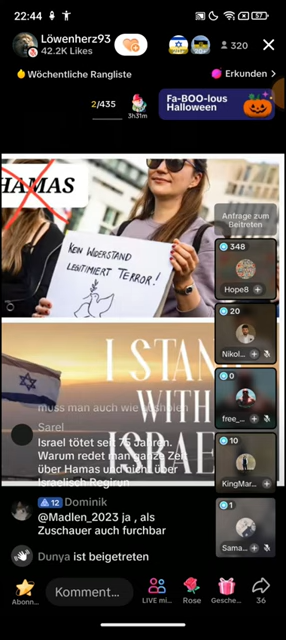 22:44
57
Löwenherz93
42.2K Likes
320
Wöchentliche Rangliste
Erkunden >
2/435
3h31m
Fa-BOO-lous
Halloween
HAMAS
KEIN WIDERSTAND
LEGITIMIERT TERROR!
Anfrage zum
Beitreten
348
Hope8
20
Nikol...
0
free_...
10
KingMar...
1
Sama...
I STAN
WITH
ISRAE
muss man auch wie
Sarel
Israel tötet seit 75 Jahren.
Warum redet man ganze Zeit
über Hamas und nicht über
Israelisch Regirun
12 Dominik
@Madlen_2023 ja , als
Zuschauer auch furchbar
Dunya ist beigetreten
Abonn...
Komment...
LIVE mi...
Rose
Gesche...
36